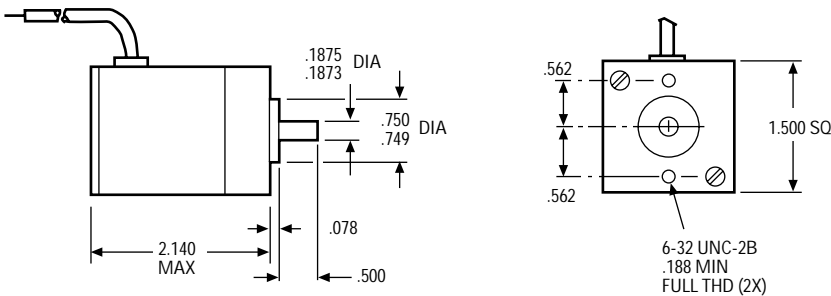 .1875
.1873 DIA
.750
.749 DIA
.078
2.140
MAX
.500
.562
1.500 SQ
.562
6-32 UNC-2B
.188 MIN
FULL THD (2X)